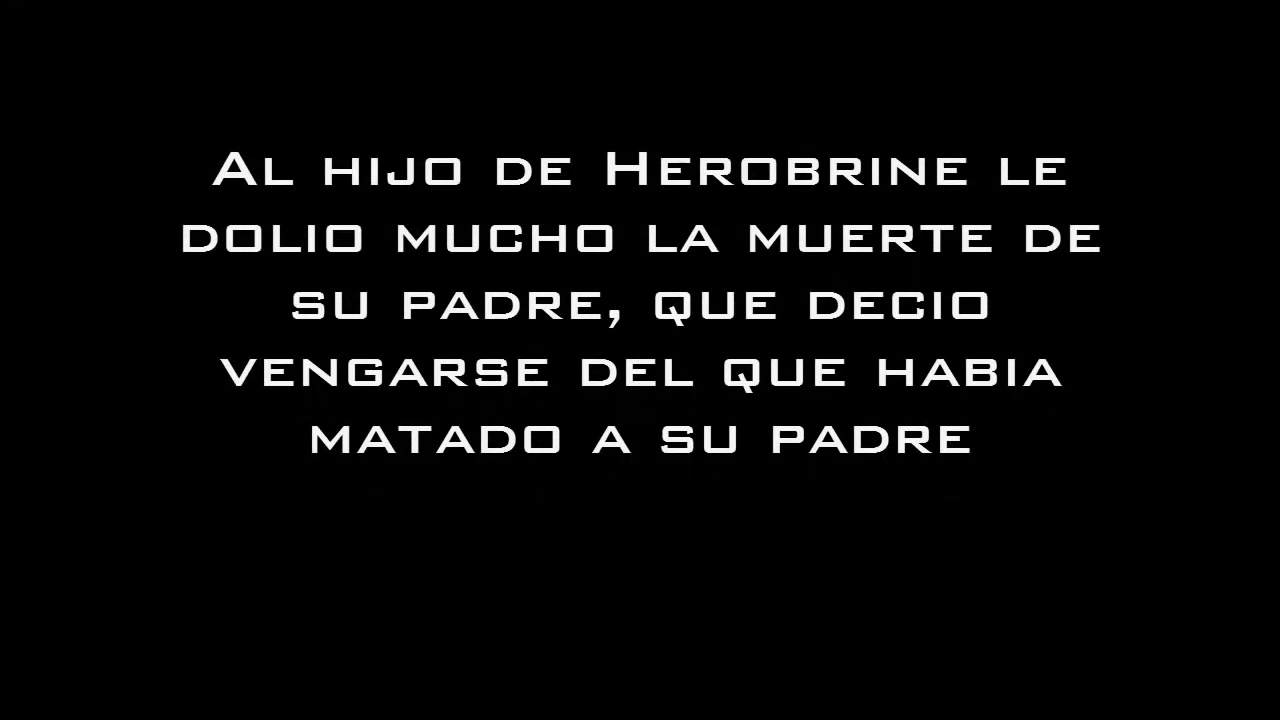 Al hijo de Herobrine le
dolio mucho la muerte de
su padre, que decio
vengarse del que habia
matado a su padre